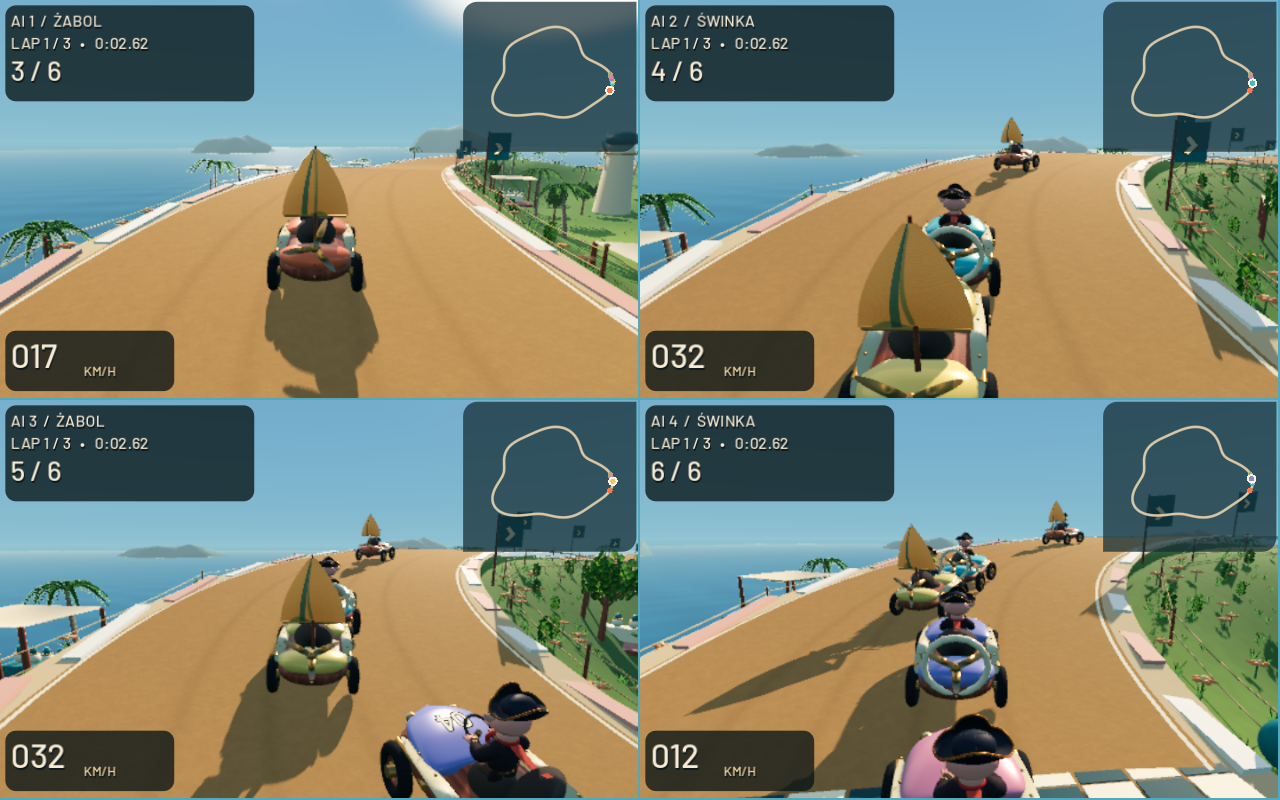 AI 1 / ŻABOL
LAP 1 / 3 • 0:02.62
3 / 6
017 KM/H
AI 2 / ŚWINKA
LAP 1 / 3 • 0:02.62
4 / 6
032 KM/H
AI 3 / ŻABOL
LAP 1 / 3 • 0:02.62
5 / 6
032 KM/H
AI 4 / ŚWINKA
LAP 1 / 3 • 0:02.62
6 / 6
012 KM/H